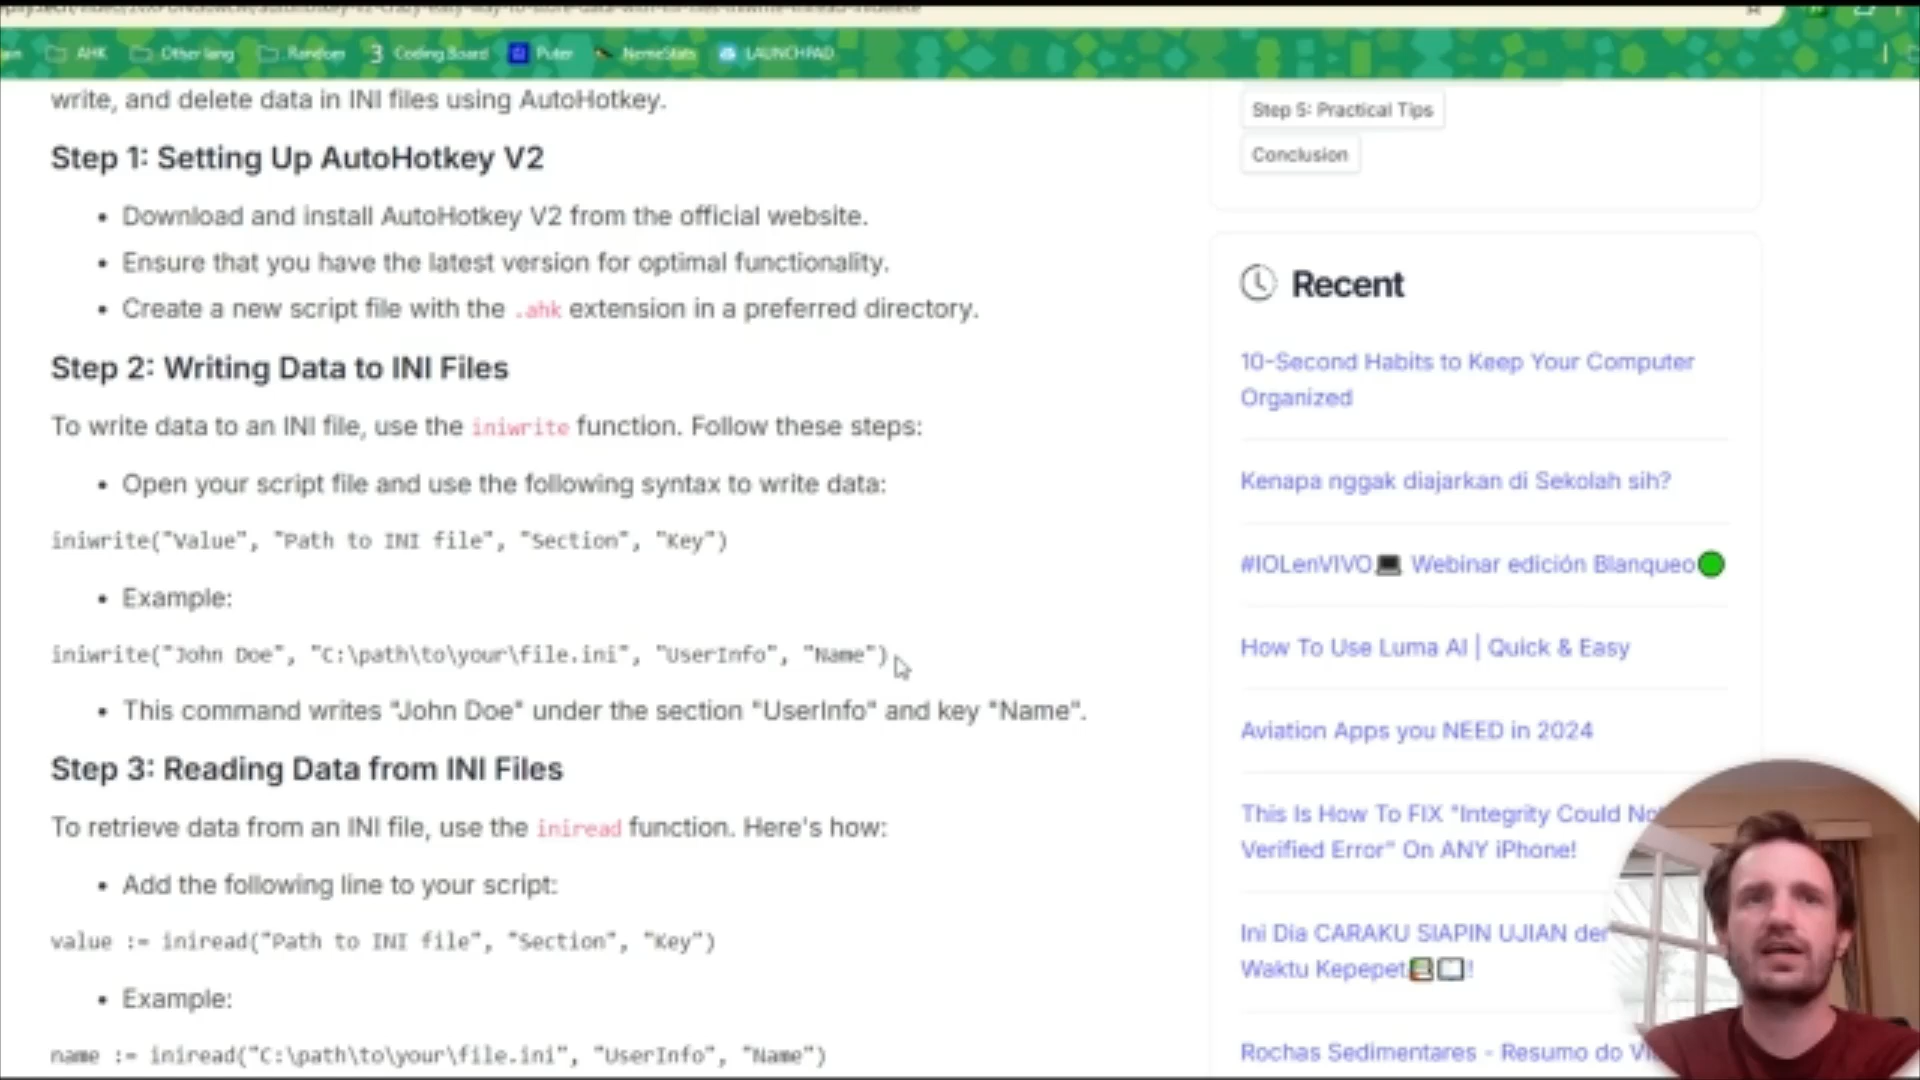 AHK
Other lang
Random
Coding Board
Puter
NemeStats
LAUNCHPAD
write, and delete data in INI files using AutoHotkey.
Step 1: Setting Up AutoHotkey V2
• Download and install AutoHotkey V2 from the official website.
• Ensure that you have the latest version for optimal functionality.
• Create a new script file with the .ahk extension in a preferred directory.
Step 2: Writing Data to INI Files
To write data to an INI file, use the iniwrite function. Follow these steps:
• Open your script file and use the following syntax to write data:
iniwrite("Value", "Path to INI file", "Section", "Key")
• Example:
iniwrite("John Doe", "C:\path\to\your\file.ini", "UserInfo", "Name")
• This command writes "John Doe" under the section "UserInfo" and key "Name".
Step 3: Reading Data from INI Files
To retrieve data from an INI file, use the iniread function. Here's how:
• Add the following line to your script:
value := iniread("Path to INI file", "Section", "Key")
• Example:
name := iniread("C:\path\to\your\file.ini", "UserInfo", "Name")
Step 5: Practical Tips
Conclusion
Recent
10-Second Habits to Keep Your Computer
Organized
Kenapa nggak diajarkan di Sekolah sih?
#IOLenVIVO💻 Webinar edición Blanqueo🟢
How To Use Luma AI | Quick & Easy
Aviation Apps you NEED in 2024
This Is How To FIX "Integrity Could No
Verified Error" On ANY iPhone!
Ini Dia CARAKU SIAPIN UJIAN de
Waktu Kepepet!
Rochas Sedimentares - Resumo do